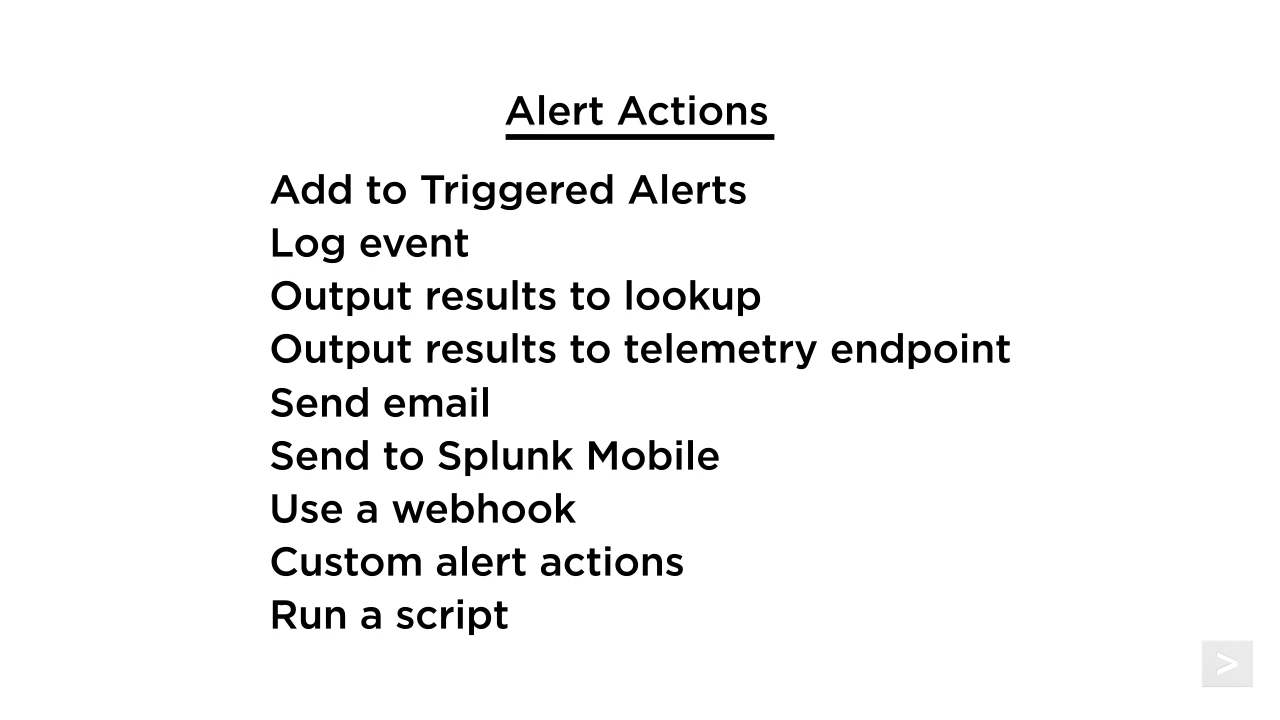 Alert Actions
Add to Triggered Alerts
Log event
Output results to lookup
Output results to telemetry endpoint
Send email
Send to Splunk Mobile
Use a webhook
Custom alert actions
Run a script
>